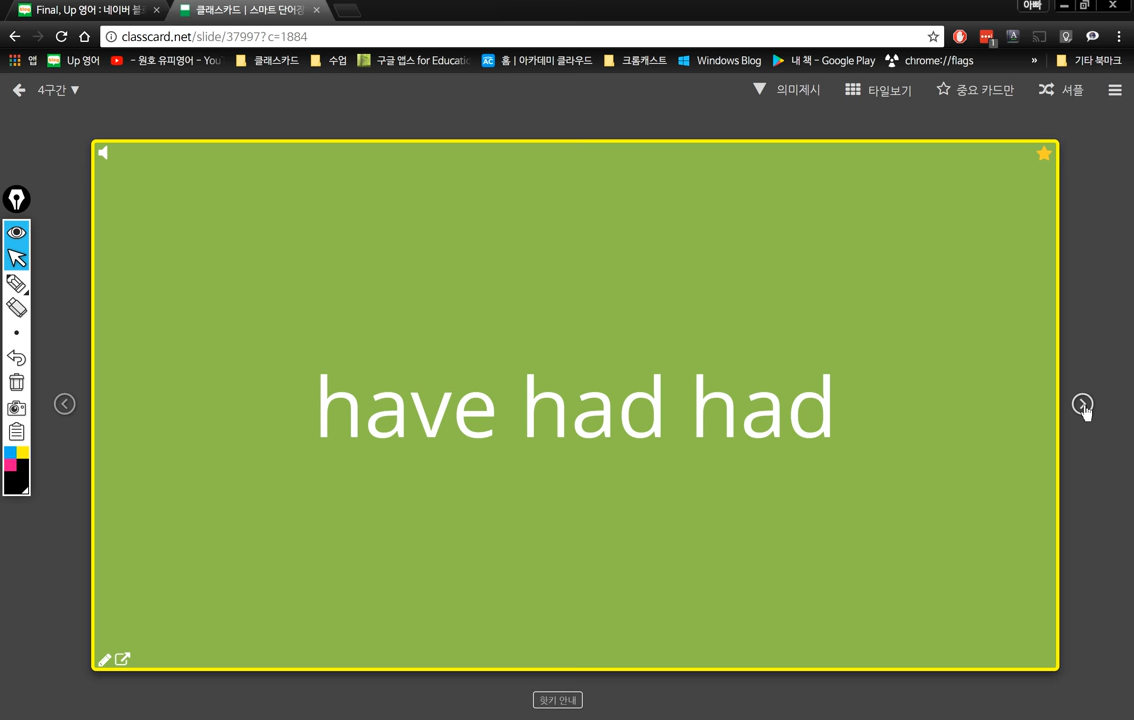 Final, Up 영어 : 네이버 블
클래스카드 | 스마트 단어장
아빠
classcard.net/slide/37997?c=1884
앱
Up 영어
- 원호 유피영어 - You
클래스카드
수업
구글 앱스 for Educatio
홈 | 아카데미 클라우드
크롬캐스트
Windows Blog
내 책 - Google Play
chrome://flags
»
기타 북마크
4구간 ▼
▼ 의미제시
타일보기
중요 카드만
셔플
have had had
핫키 안내